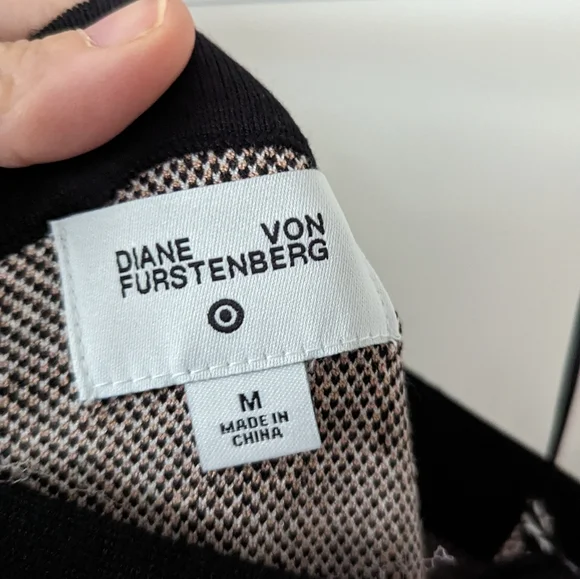 DIANE VON
FURSTENBERG
M
MADE IN
CHINA